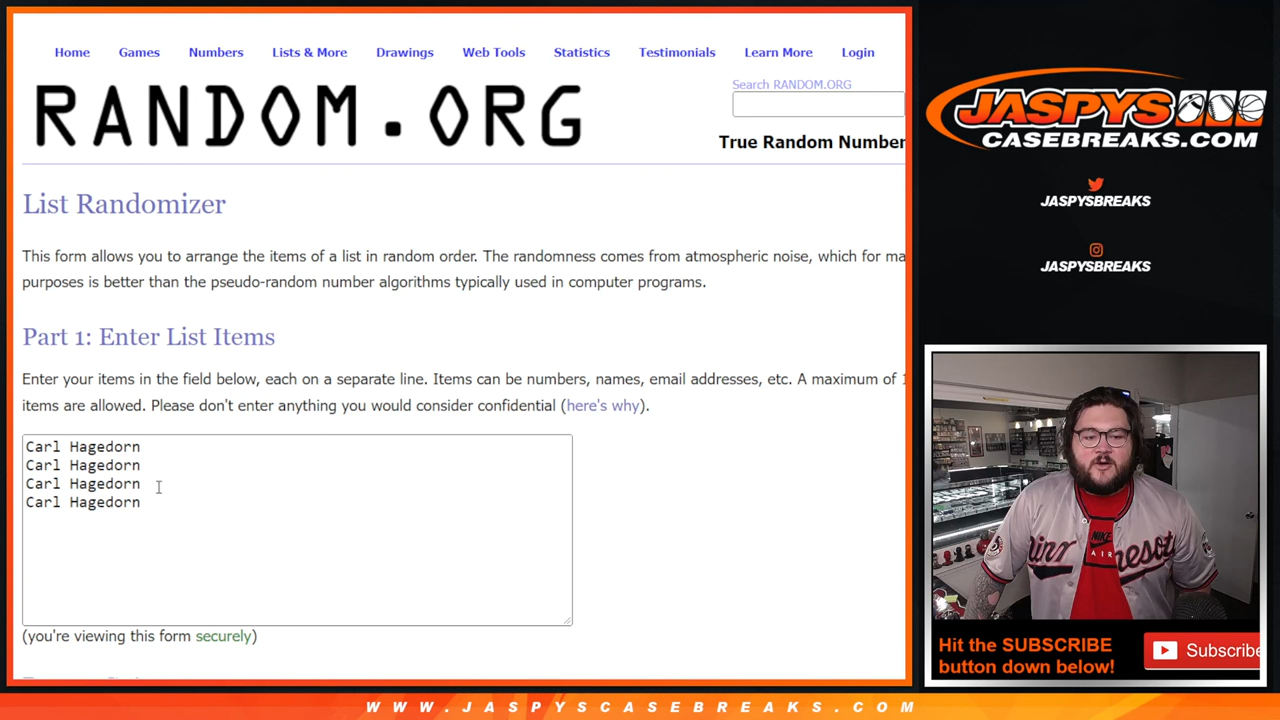 Home Games Numbers Lists & More Drawings Web Tools Statistics Testimonials Learn More Login
RANDOM.ORG
Search RANDOM.ORG
True Random Number
List Randomizer
This form allows you to arrange the items of a list in random order. The randomness comes from atmospheric noise, which for ma
purposes is better than the pseudo-random number algorithms typically used in computer programs.
Part 1: Enter List Items
Enter your items in the field below, each on a separate line. Items can be numbers, names, email addresses, etc. A maximum of 1
items are allowed. Please don't enter anything you would consider confidential (here's why).
Carl Hagedorn
Carl Hagedorn
Carl Hagedorn
Carl Hagedorn
(you're viewing this form securely)
JASPYS
CASEBREAKS.COM
JASPYSBREAKS
JASPYSBREAKS
NIKE
AIR
Hit the SUBSCRIBE
button down below!
Subscribe
WWW.JASPYSCASEBREAKS.COM